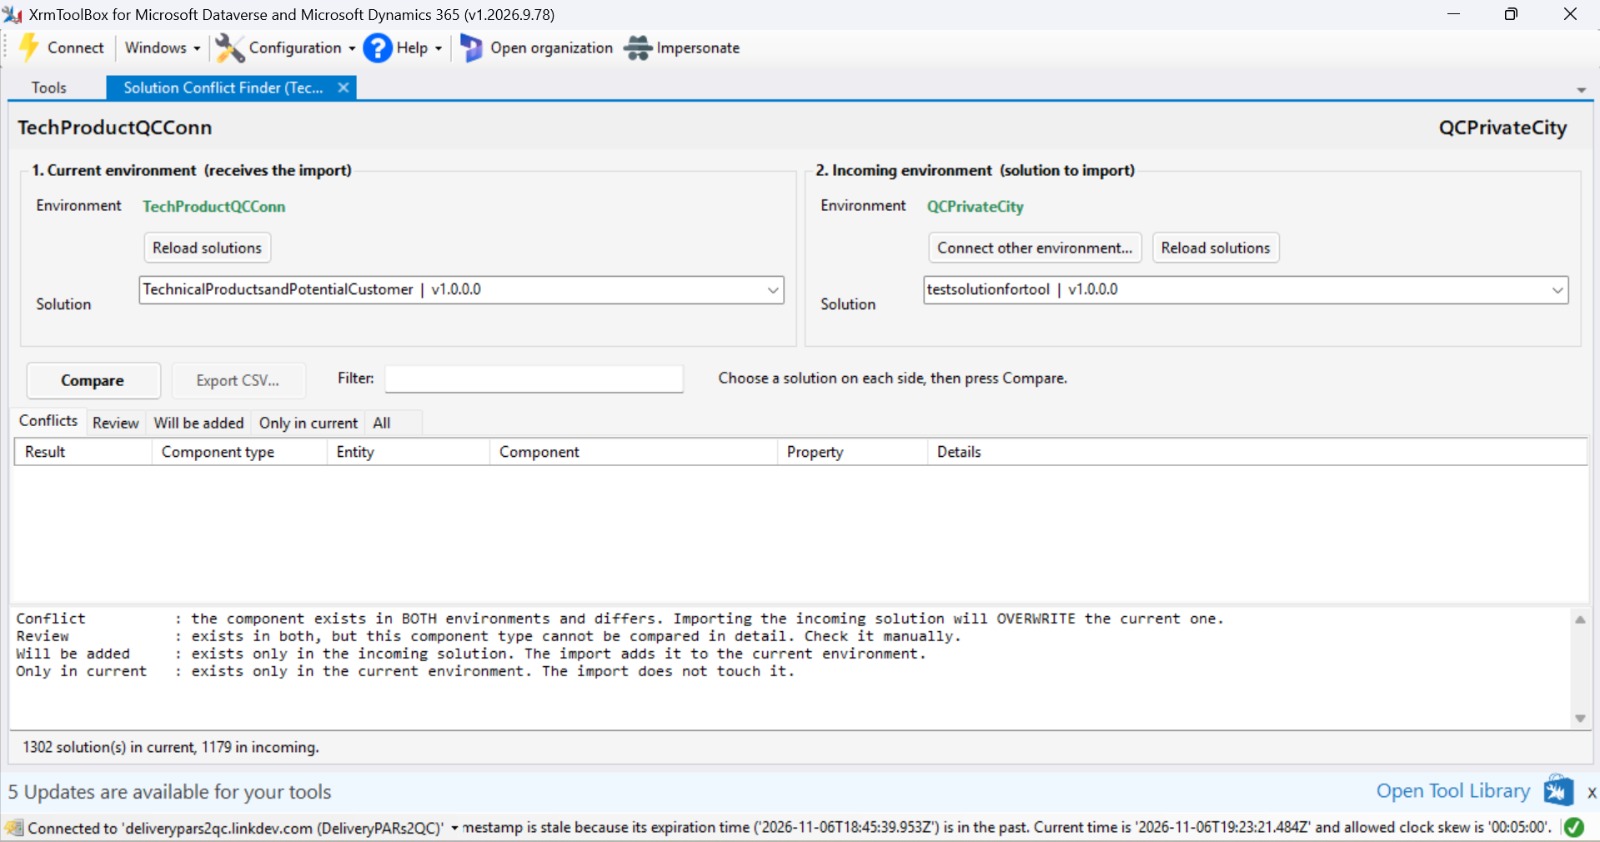 XrmToolBox for Microsoft Dataverse and Microsoft Dynamics 365 (v1.2026.9.78)
Connect Windows Configuration Help Open organization Impersonate
Tools Solution Conflict Finder (Tec...
TechProductQCConn QCPrivateCity
1. Current environment (receives the import) 2. Incoming environment (solution to import)
Environment TechProductQCConn Environment QCPrivateCity
Reload solutions Connect other environment... Reload solutions
TechnicalProductsandPotentialCustomer | v1.0.0.0 testsolutionfortool | v1.0.0.0
Solution Solution
Compare Export CSV... Filter: Choose a solution on each side, then press Compare.
Conflicts Review Will be added Only in current All
Result Component type Entity Component Property Details
Conflict : the component exists in BOTH environments and differs. Importing the incoming solution will OVERWRITE the current one.
Review : exists in both, but this component type cannot be compared in detail. Check it manually.
Will be added : exists only in the incoming solution. The import adds it to the current environment.
Only in current : exists only in the current environment. The import does not touch it.
1302 solution(s) in current, 1179 in incoming.
5 Updates are available for your tools Open Tool Library x
Connected to 'deliverypars2qc.linkdev.com (DeliveryPARs2QC)' mestamp is stale because its expiration time ('2026-11-06T18:45:39.953Z') is in the past. Current time is '2026-11-06T19:23:21.484Z' and allowed clock skew is '00:05:00'.